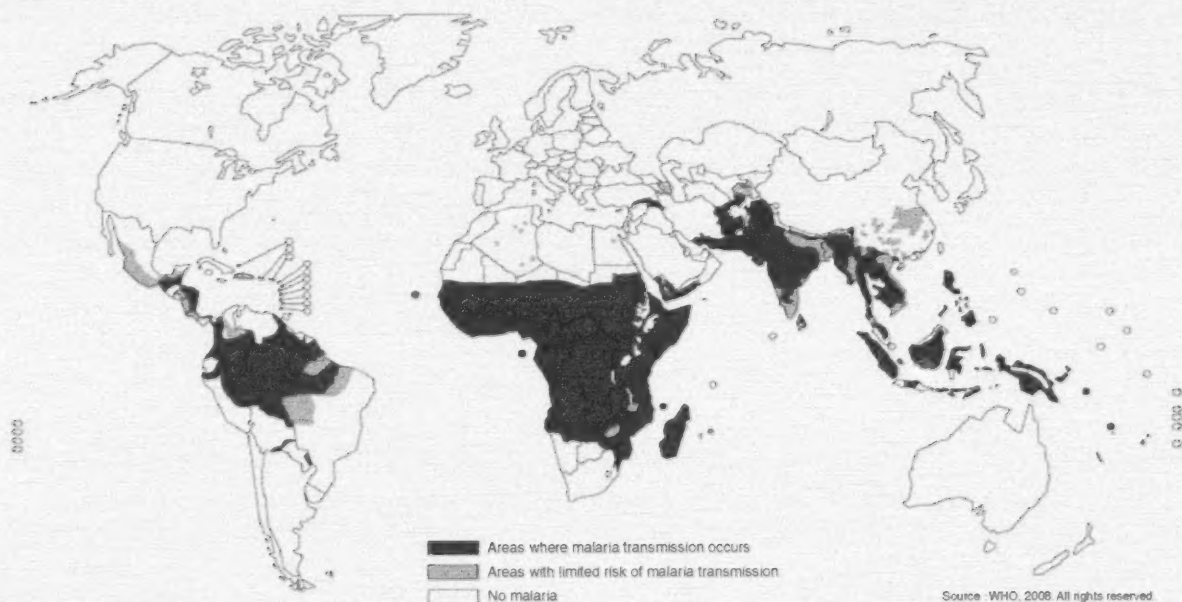 Areas where malaria transmission occurs
Areas with limited risk of malaria transmission
No malaria
Source : WHO, 2008. All rights reserved.